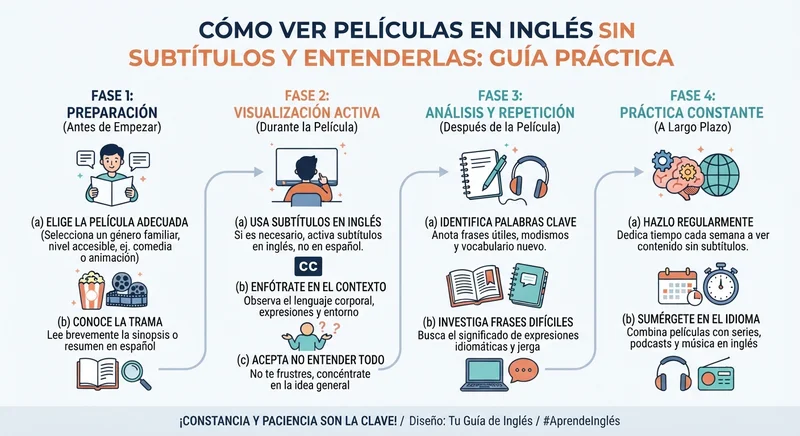 CÓMO VER PELÍCULAS EN INGLÉS SIN
SUBTÍTULOS Y ENTENDERLAS: GUÍA PRÁCTICA
FASE 1:
PREPARACIÓN
(Antes de Empezar)
(a) ELIGE LA PELÍCULA ADECUADA
(Selecciona un género familiar,
nivel accesible, ej. comedia
o animación)
(b) CONOCE LA TRAMA
Lee brevemente la sinopsis o
resumen en español
FASE 2:
VISUALIZACIÓN ACTIVA
(Durante la Película)
(a) USA SUBTÍTULOS EN INGLÉS
Si es necesario, activa subtítulos
en inglés, no en español.
CC
(b) ENFÓTRATE EN EL CONTEXTO
Observa el lenguaje corporal,
expresiones y entorno
? ?
(c) ACEPTA NO ENTENDER TODO
No te frustres, concéntrate
en la idea general
FASE 3:
ANÁLISIS Y REPETICIÓN
(Después de la Película)
(a) IDENTIFICA PALABRAS CLAVE
Anota frases útiles, modismos
y vocabulario nuevo.
(b) INVESTIGA FRASES DIFÍCILES
Busca el significado de expresiones
idiomáticas y jerga
FASE 4:
PRÁCTICA CONSTANTE
(A Largo Plazo)
(a) HAZLO REGULARMENTE
Dedica tiempo cada semana a ver
contenido sin subtítulos.
(b) SUMÉRGETE EN EL IDIOMA
Combina películas con series,
podcasts y música en inglés
¡CONSTANCIA Y PACIENCIA SON LA CLAVE! / Diseño: Tu Guía de Inglés / #AprendeInglés